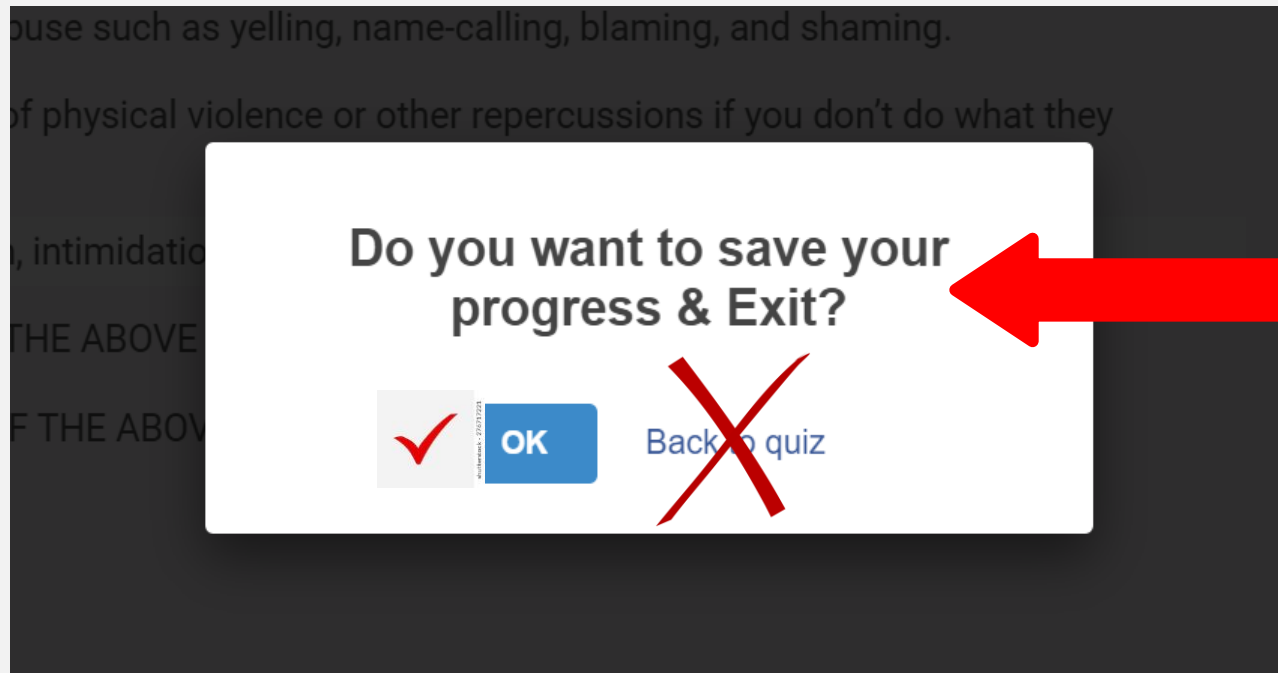 buse such as yelling, name-calling, blaming, and shaming.
of physical violence or other repercussions if you don't do what they
, intimidatio
Do you want to save your
progress & Exit?
THE ABOVE
F THE ABOV
shutterstock · 276717221
OK
Back to quiz